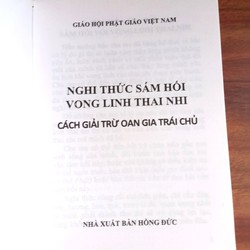 GIÁO HỘI PHẬT GIÁO VIỆT NAM
NGHI THỨC SÁM HỐI
VONG LINH THAI NHI
CÁCH GIẢI TRỪ OAN GIA TRÁI CHỦ
NHÀ XUẤT BẢN HỒNG ĐỨC